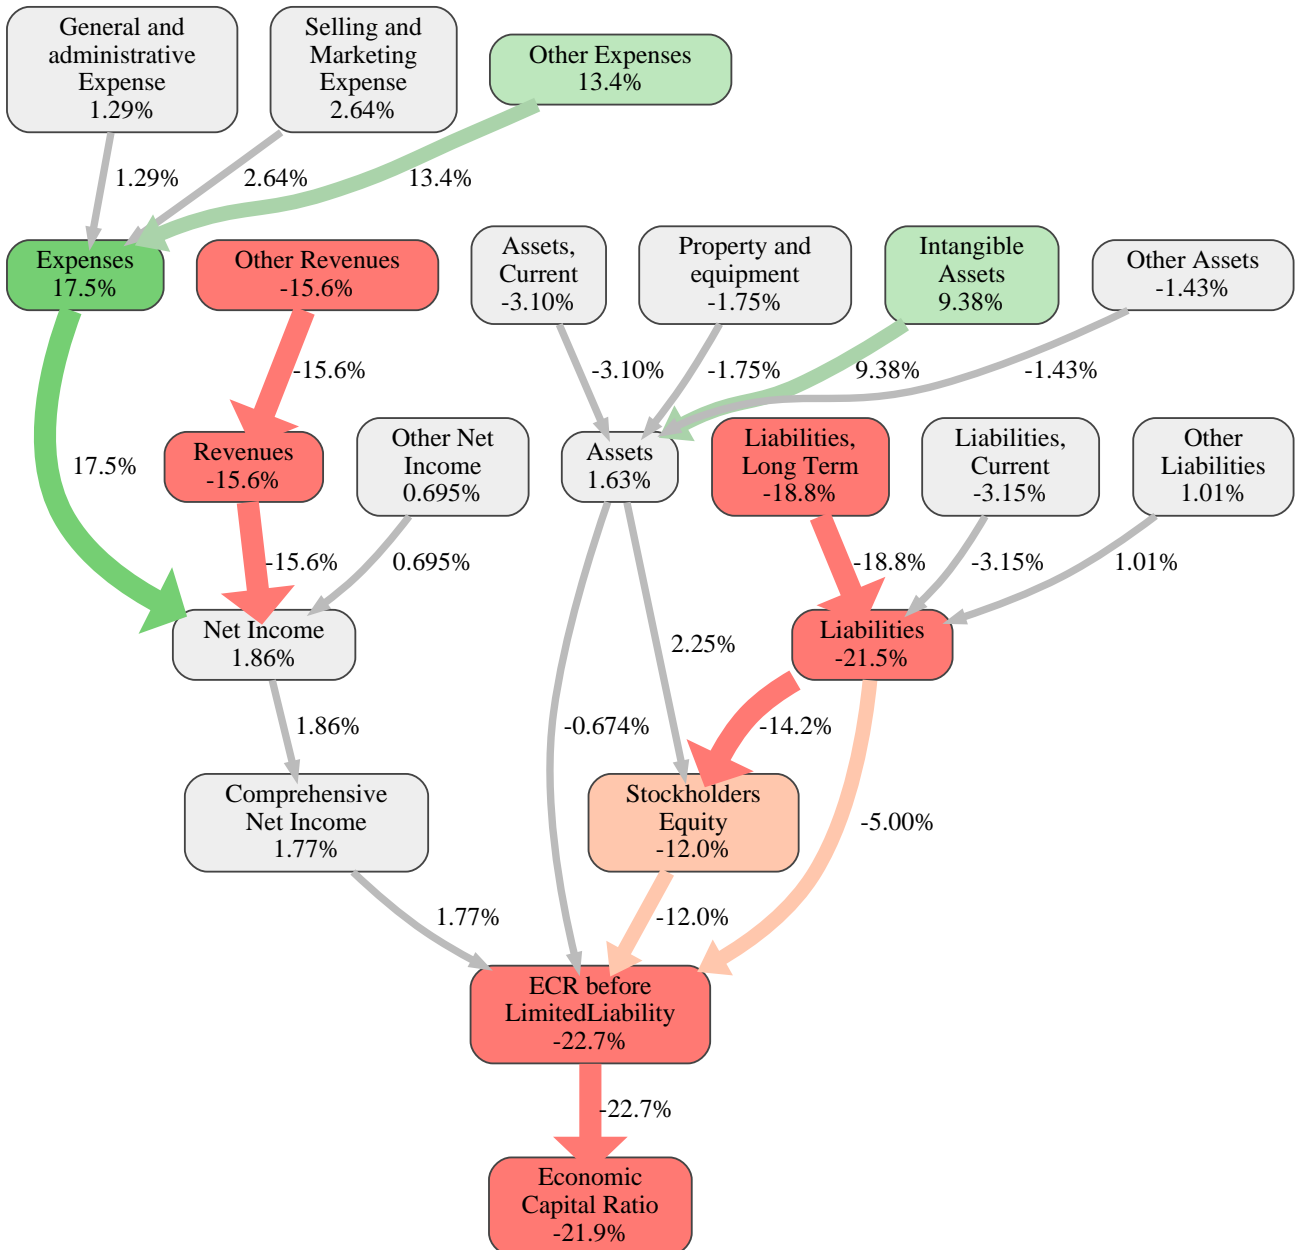 General and
administrative
Expense
1.29%
Selling and
Marketing
Expense
2.64%
Other Expenses
13.4%
1.29%
2.64%
13.4%
Expenses
17.5%
Other Revenues
-15.6%
Assets,
Current
-3.10%
Property and
equipment
-1.75%
Intangible
Assets
9.38%
Other Assets
-1.43%
-15.6%
-3.10%
-1.75%
9.38%
-1.43%
17.5%
Revenues
-15.6%
Other Net
Income
0.695%
Assets
1.63%
Liabilities,
Long Term
-18.8%
Liabilities,
Current
-3.15%
Other
Liabilities
1.01%
-15.6%
0.695%
-18.8%
-3.15%
1.01%
Net Income
1.86%
2.25%
Liabilities
-21.5%
1.86%
-0.674%
-14.2%
Comprehensive
Net Income
1.77%
Stockholders
Equity
-12.0%
-5.00%
1.77%
-12.0%
ECR before
LimitedLiability
-22.7%
-22.7%
Economic
Capital Ratio
-21.9%